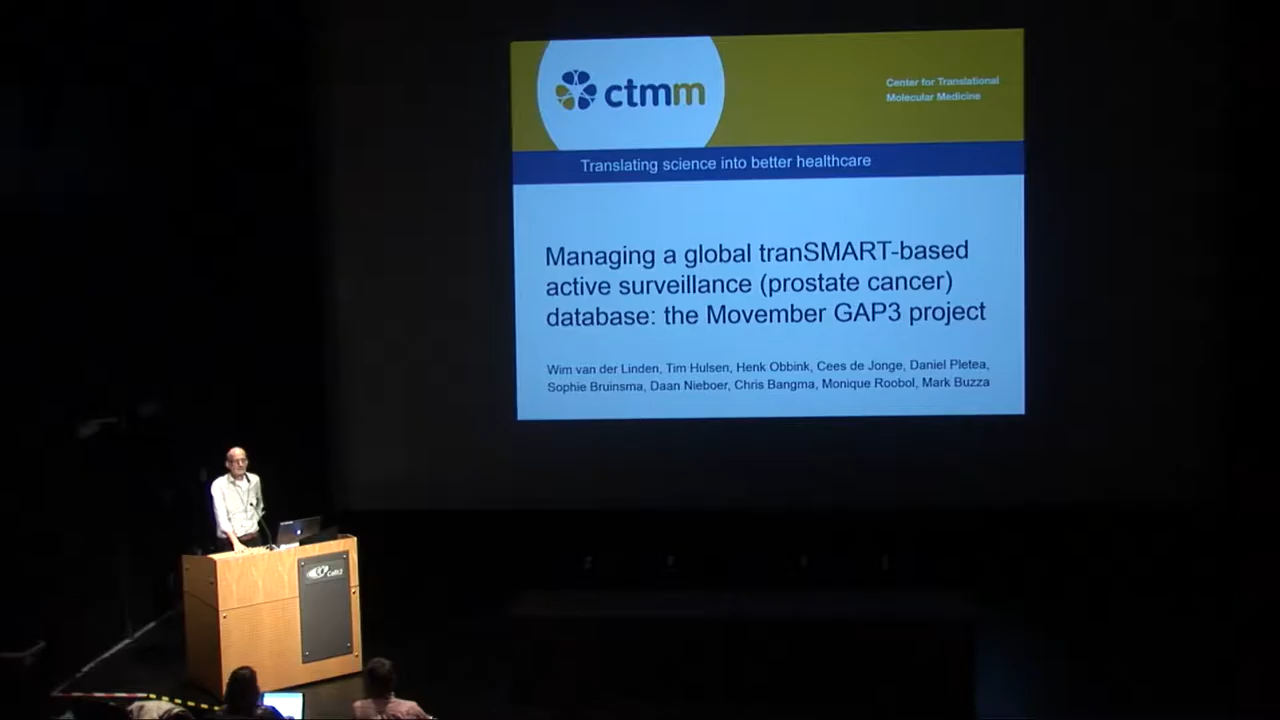 ctmm
Center for Translational
Molecular Medicine
Translating science into better healthcare
Managing a global tranSMART-based
active surveillance (prostate cancer)
database: the Movember GAP3 project
Wim van der Linden, Tim Hulsen, Henk Obbink, Cees de Jonge, Daniel Pletea,
Sophie Bruinsma, Daan Nieboer, Chris Bangma, Monique Roobol, Mark Buzza
Calit2